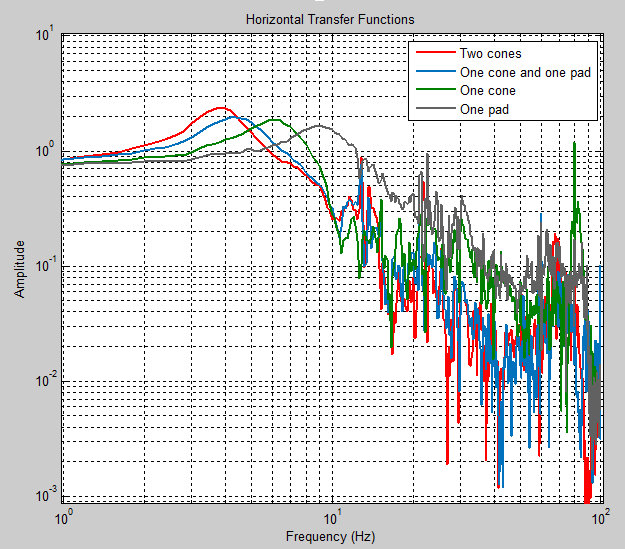 Horizontal Transfer Functions
10^1
10^0
10^-1
10^-2
10^-3
Amplitude
Two cones
One cone and one pad
One cone
One pad
10^0
10^1
10^2
Frequency (Hz)